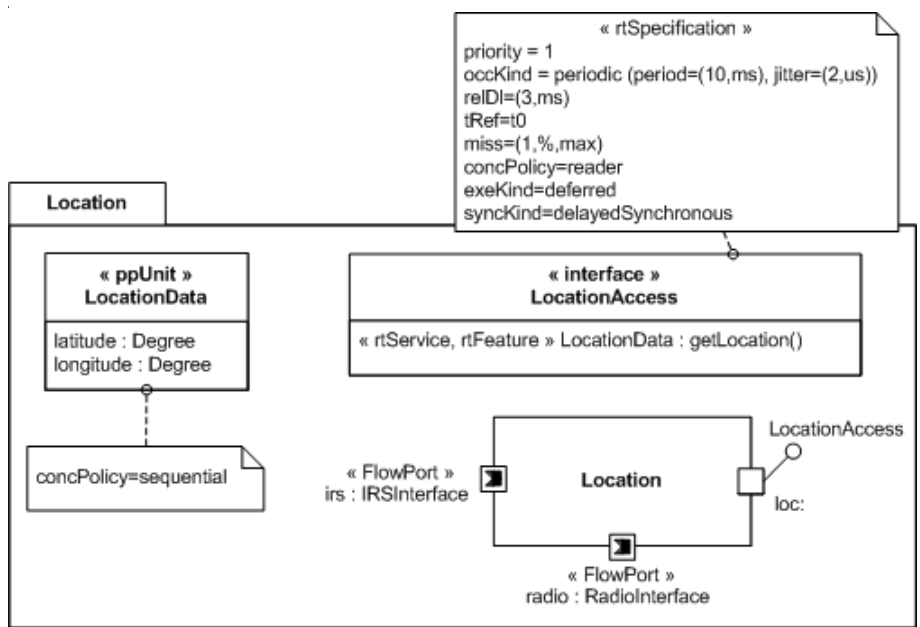 « rtSpecification »
priority = 1
occKind = periodic (period=(10,ms), jitter=(2,us))
relDl=(3,ms)
tRef=t0
miss=(1,%,max)
concPolicy=reader
exeKind=deferred
syncKind=delayedSynchronous
Location
« ppUnit »
LocationData
latitude : Degree
longitude : Degree
concPolicy=sequential
« interface »
LocationAccess
« rtService, rtFeature » LocationData : getLocation()
LocationAccess
« FlowPort »
irs : IRSInterface
Location
loc:
« FlowPort »
radio : RadioInterface